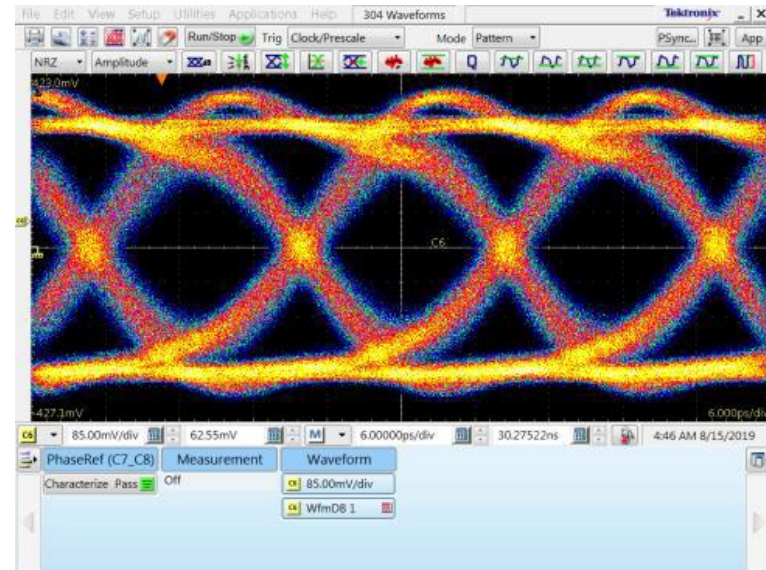 File Edit View Setup Utilities Applications Help 304 Waveforms Tektronix
Run/Stop Trig Clock/Prescale Mode Pattern PSync... App
NRZ Amplitude
423.0mV
C6
C6
-427.1mV 6.000ps/div
C6 85.00mV/div 62.55mV M 6.00000ps/div 30.27522ns 4:46 AM 8/15/2019
PhaseRef (C7_C8) Measurement Waveform
Characterize Pass Off C6 85.00mV/div
C6 WfmDB 1